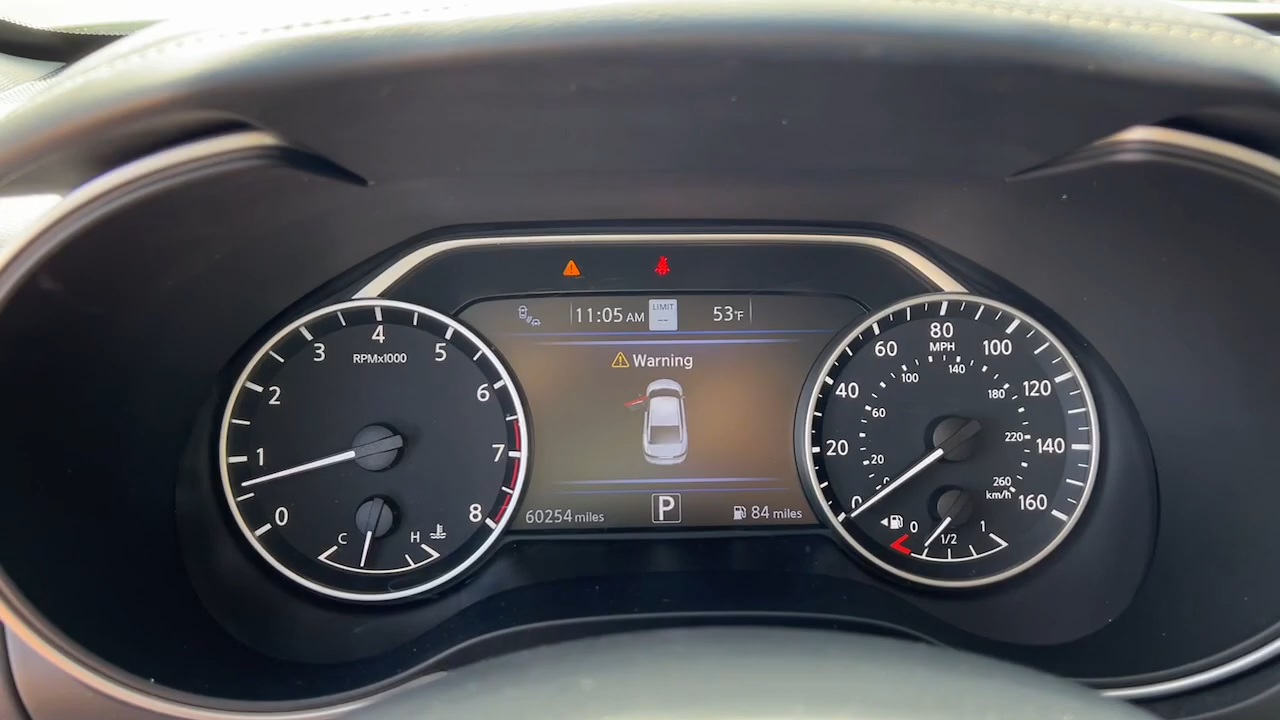 11:05 AM
LIMIT
---
53°F
Warning
4
3
5
RPMx1000
2
6
1
7
0
8
C
H
60254 miles
P
84 miles
80
MPH
60
100
140
100
40
120
180
60
20
140
220
20
0
0
260
km/h
160
0
1/2
1